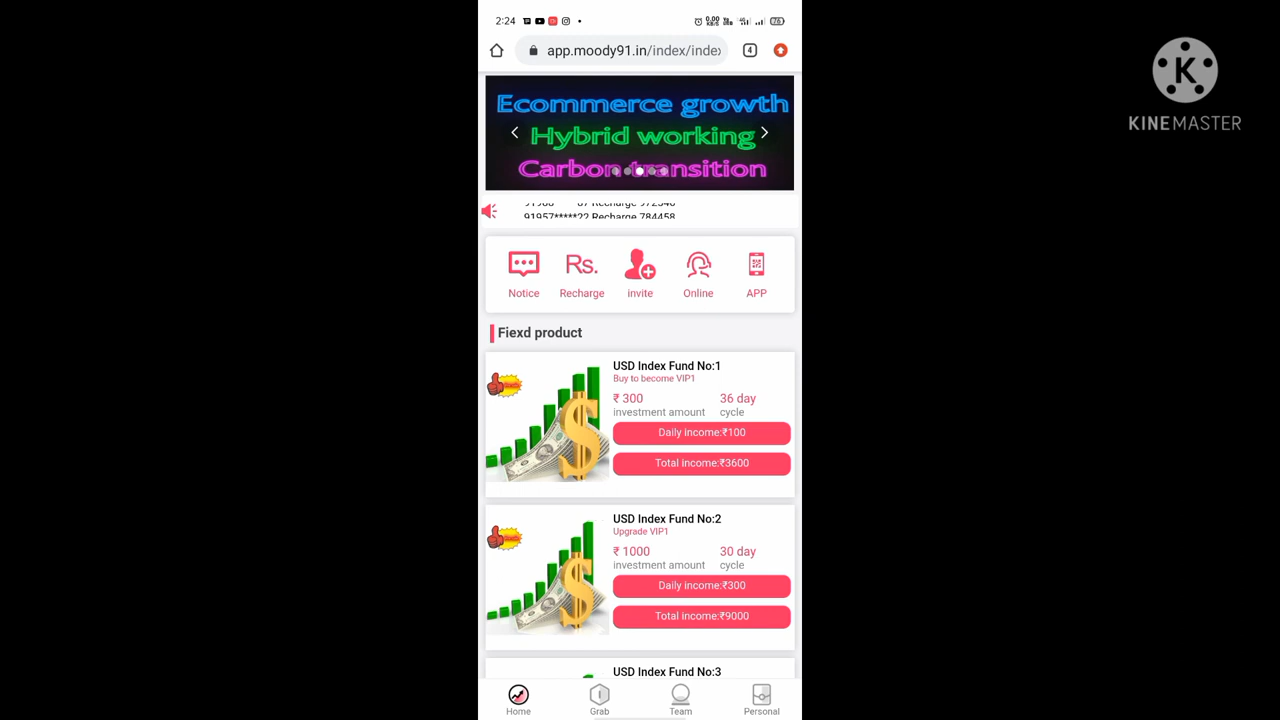 2:24
76
app.moody91.in/index/index
4
K
KINEMASTER
Ecommerce growth
Hybrid working
Carbon transition
91957*****22 Recharge 784458
Rs.
Notice
Recharge
invite
Online
APP
Fiexd product
USD Index Fund No:1
Buy to become VIP1
₹ 300
36 day
investment amount
cycle
Daily income:₹100
Total income:₹3600
USD Index Fund No:2
Upgrade VIP1
₹ 1000
30 day
investment amount
cycle
Daily income:₹300
Total income:₹9000
USD Index Fund No:3
Home
Grab
Team
Personal